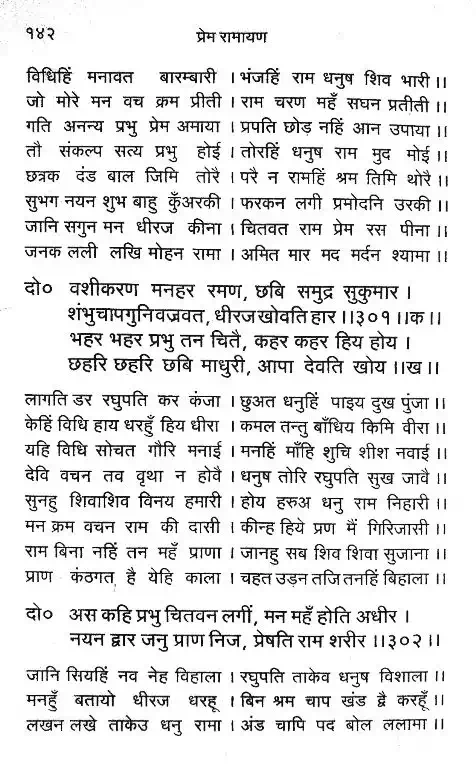 १४२
प्रेम रामायण
विधिहिं मनावत बारम्बारी । भंजहिं राम धनुष शिव भारी ।।
जो मोरे मन वच क्रम प्रीती । राम चरण महँ सघन प्रतीती ।।
गति अनन्य प्रभु प्रेम अमाया । प्रपति छोड़ नहिं आन उपाया ।।
तौ संकल्प सत्य प्रभु होई । तोरहिं धनुष राम मुद मोई ।।
छत्रक दंड बाल जिमि तोरै । परै न रामहिं श्रम तिमि थोरै ।।
सुभग नयन शुभ बाहु कुँअरकी । फरकन लगी प्रमोदनि उरकी ।।
जानि सगुन मन धीरज कीना । चितवत राम प्रेम रस पीना ।।
जनक लली लखि मोहन रामा । अमित मार मद मर्दन श्यामा ।।
दो० वशीकरण मनहर रमण, छबि समुद्र सुकुमार ।
शंभुचापगुनिवज्रवत, धीरजखोवति हार ।।३०१ ।।क ।।
भहर भहर प्रभु तन चितै, कहर कहर हिय होय ।
छहरि छहरि छबि माधुरी, आपा देवति खोय ।।ख ।।
लागति डर रघुपति कर कंजा । छुअत धनुहिं पाइय दुख पुंजा ।।
केहिं विधि हाय धरहुँ हिय धीरा । कमल तन्तु बाँधिय किमि वीरा ।।
यहि विधि सोचत गौरि मनाई । मनहिं माँहि शुचि शीश नवाई ।।
देवि वचन तव वृथा न होवै । धनुष तोरि रघुपति सुख जावै ।।
सुनहु शिवाशिव विनय हमारी । होय हरुअ धनु राम निहारी ।।
मन क्रम वचन राम की दासी । कीन्ह हिये प्रण मैं गिरिजासी ।।
राम बिना नहिं तन महँ प्राणा । जानहु सब शिव शिवा सुजाना ।।
प्राण कंठगत है येहि काला । चहत उड़न तजि तनहिं बिहाला ।।
दो० अस कहि प्रभु चितवन लगीं, मन महँ होति अधीर ।
नयन द्वार जनु प्राण निज, प्रेषति राम शरीर ।।३०२ ।।
जानि सियहिं नव नेह विहाला । रघुपति ताकेव धनुष विशाला ।।
मनहुँ बतायो धीरज धरहू । बिन श्रम चाप खंड द्वै करहूँ ।।
लखन लखे ताकेउ धनु रामा । अंड चापि पद बोल ललामा ।।